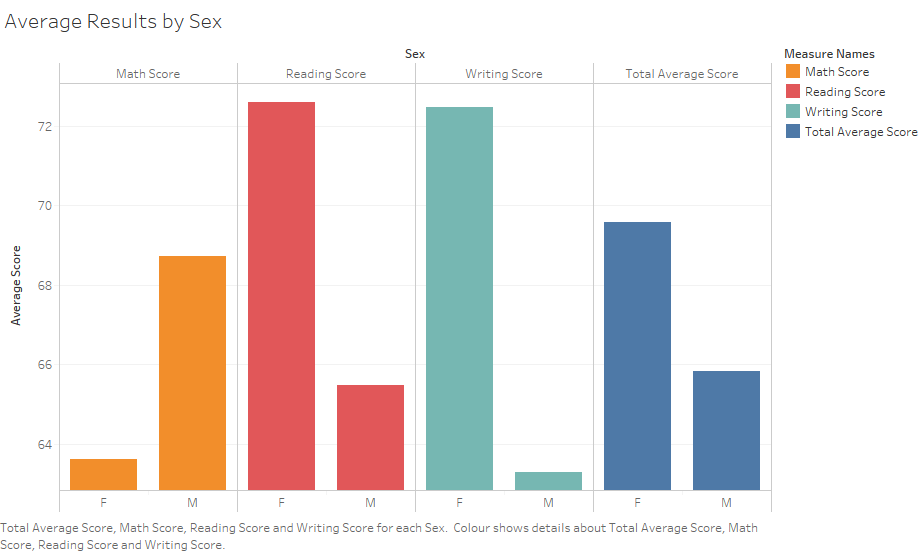 Average Results by Sex
Sex
Measure Names
Math Score
Reading Score
Writing Score
Total Average Score
Math Score
Reading Score
Writing Score
Total Average Score
72
70
68
66
64
Average Score
F
M
F
M
F
M
F
M
Total Average Score, Math Score, Reading Score and Writing Score for each Sex. Colour shows details about Total Average Score, Math
Score, Reading Score and Writing Score.